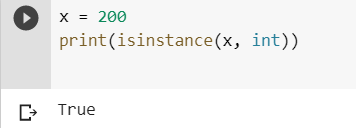 x = 200
print(isinstance(x, int))
True